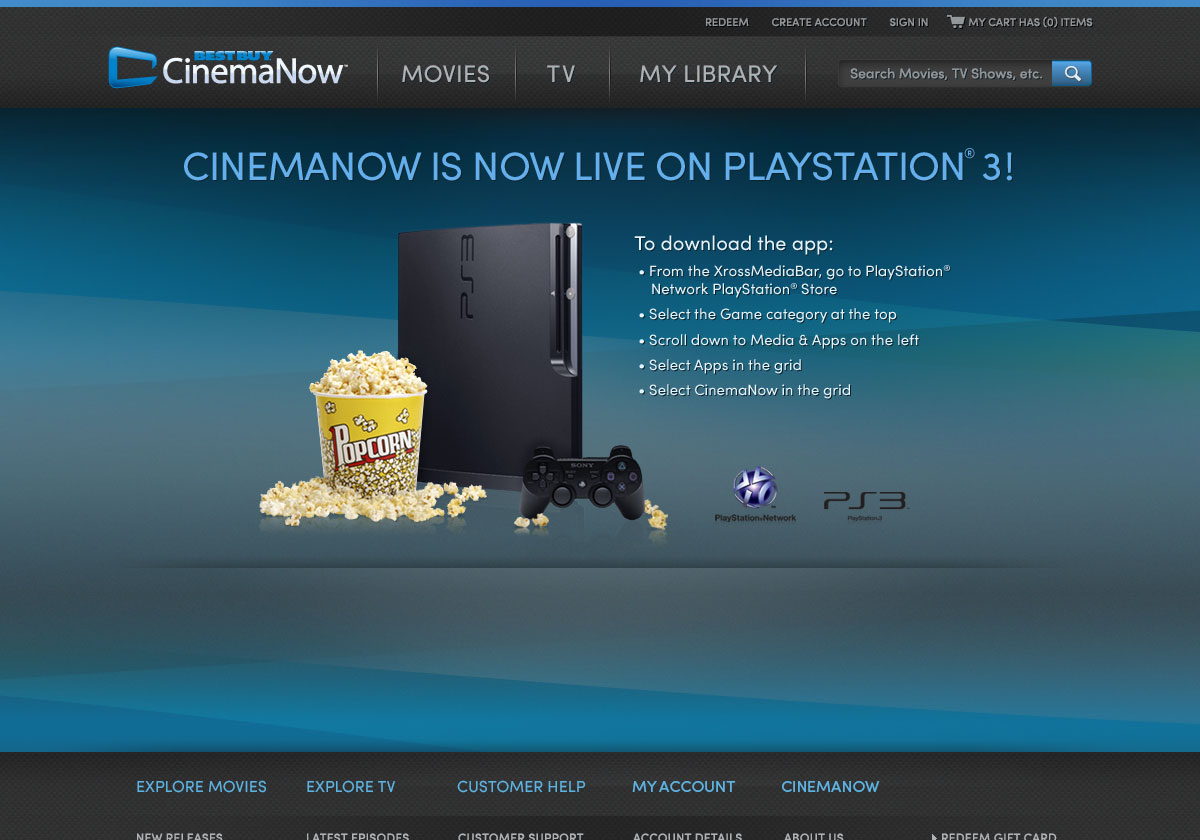 REDEEM CREATE ACCOUNT SIGN IN MY CART HAS (0) ITEMS
BEST BUY
CinemaNow™
MOVIES TV MY LIBRARY
Search Movies, TV Shows, etc.
CINEMANOW IS NOW LIVE ON PLAYSTATION® 3!
To download the app:
• From the XrossMediaBar, go to PlayStation®
Network PlayStation® Store
• Select the Game category at the top
• Scroll down to Media & Apps on the left
• Select Apps in the grid
• Select CinemaNow in the grid
PS3
POPCORN
SONY
PlayStation®Network
PS3
PlayStation.3
EXPLORE MOVIES EXPLORE TV CUSTOMER HELP MY ACCOUNT CINEMANOW
NEW RELEASES LATEST EPISODES CUSTOMER SUPPORT ACCOUNT DETAILS ABOUT US REDEEM GIFT CARD